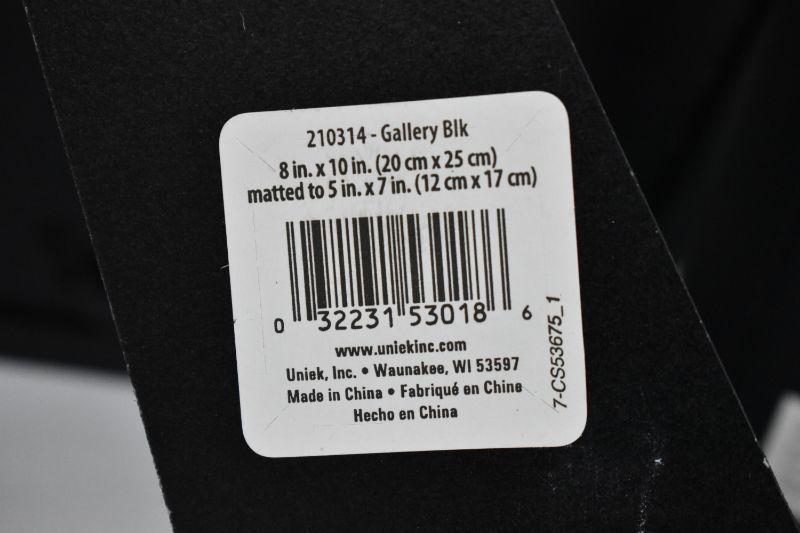 210314 - Gallery Blk
8 in. x 10 in. (20 cm x 25 cm)
matted to 5 in. x 7 in. (12 cm x 17 cm)
0 32231 53018 6
www.uniekinc.com
Uniek, Inc. • Waunakee, WI 53597
Made in China • Fabriqué en Chine
Hecho en China
7-CS53675_1